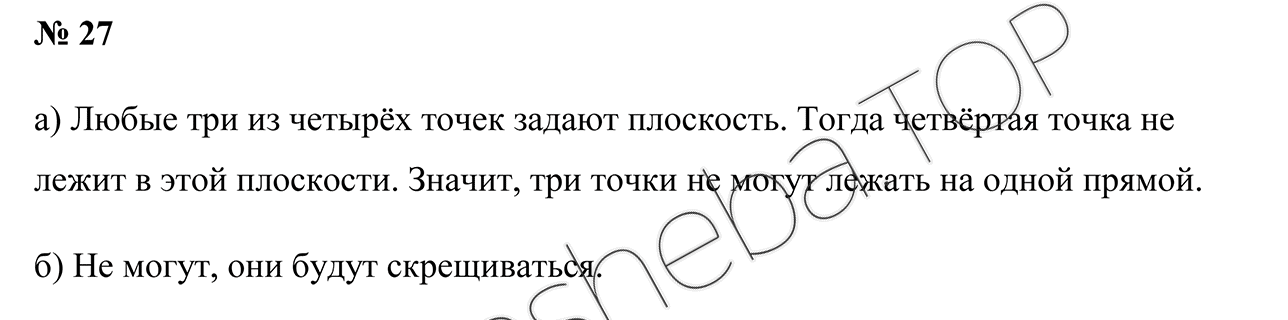 № 27
а) Любые три из четырёх точек задают плоскость. Тогда четвёртая точка не
лежит в этой плоскости. Значит, три точки не могут лежать на одной прямой.
б) Не могут, они будут скрещиваться.